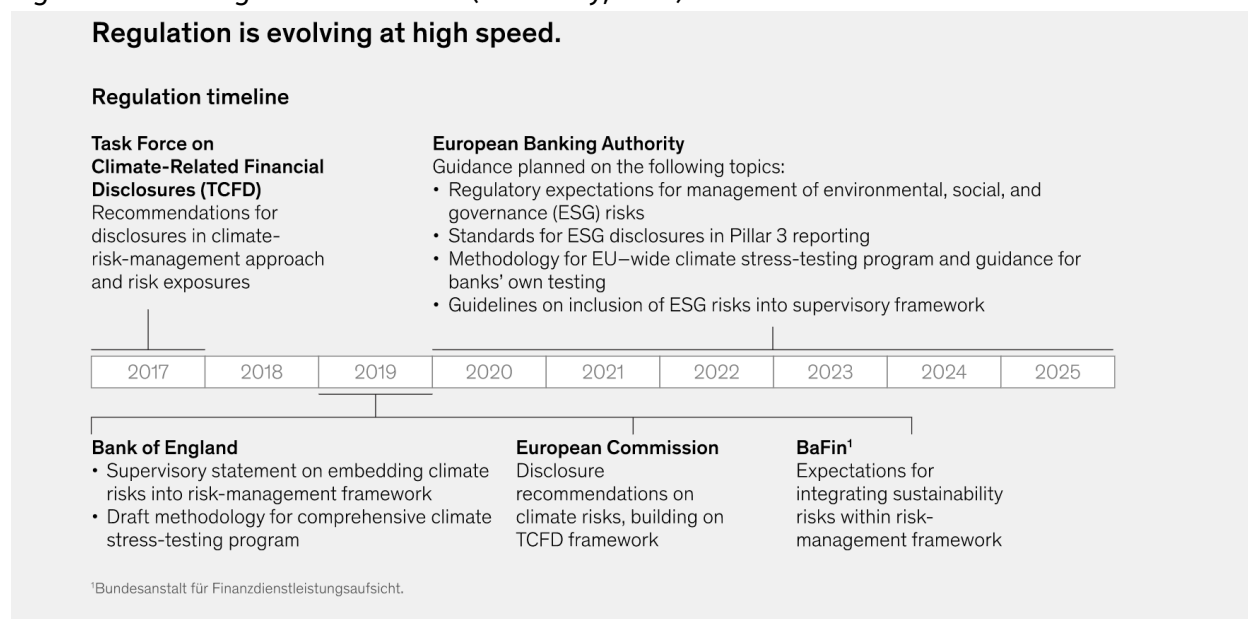 Regulation is evolving at high speed.
Regulation timeline
Task Force on
Climate-Related Financial
Disclosures (TCFD)
Recommendations for
disclosures in climate-
risk-management approach
and risk exposures
European Banking Authority
Guidance planned on the following topics:
• Regulatory expectations for management of environmental, social, and
governance (ESG) risks
• Standards for ESG disclosures in Pillar 3 reporting
• Methodology for EU–wide climate stress-testing program and guidance for
banks’ own testing
• Guidelines on inclusion of ESG risks into supervisory framework
2017 2018 2019 2020 2021 2022 2023 2024 2025
Bank of England
• Supervisory statement on embedding climate
risks into risk-management framework
• Draft methodology for comprehensive climate
stress-testing program
European Commission
Disclosure
recommendations on
climate risks, building on
TCFD framework
BaFin¹
Expectations for
integrating sustainability
risks within risk-
management framework
¹Bundesanstalt für Finanzdienstleistungsaufsicht.